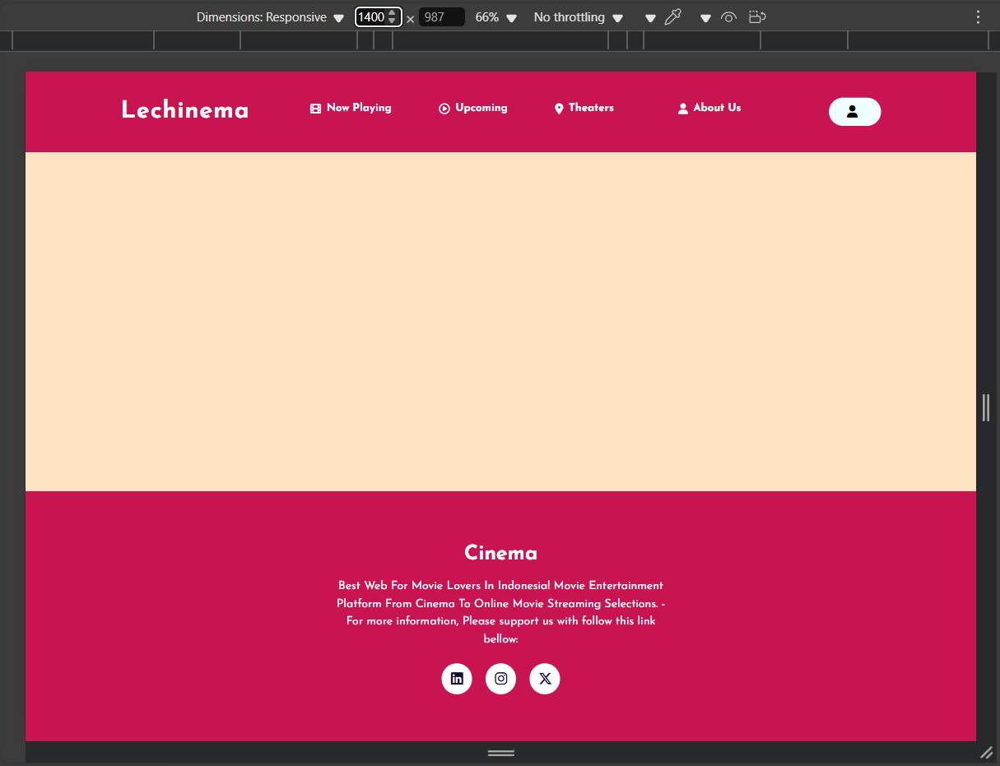 Dimensions: Responsive 1400 × 987 66% No throttling
Lechinema Now Playing Upcoming Theaters About Us
Cinema
Best Web For Movie Lovers In Indonesia! Movie Entertainment
Platform From Cinema To Online Movie Streaming Selections. -
For more information, Please support us with follow this link
bellow: